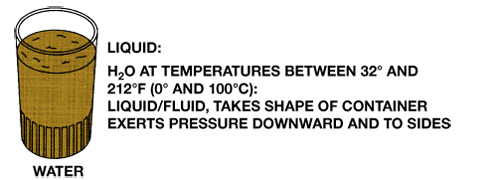 LIQUID:
H₂O AT TEMPERATURES BETWEEN 32° AND
212°F (0° AND 100°C):
LIQUID/FLUID, TAKES SHAPE OF CONTAINER
EXERTS PRESSURE DOWNWARD AND TO SIDES
WATER